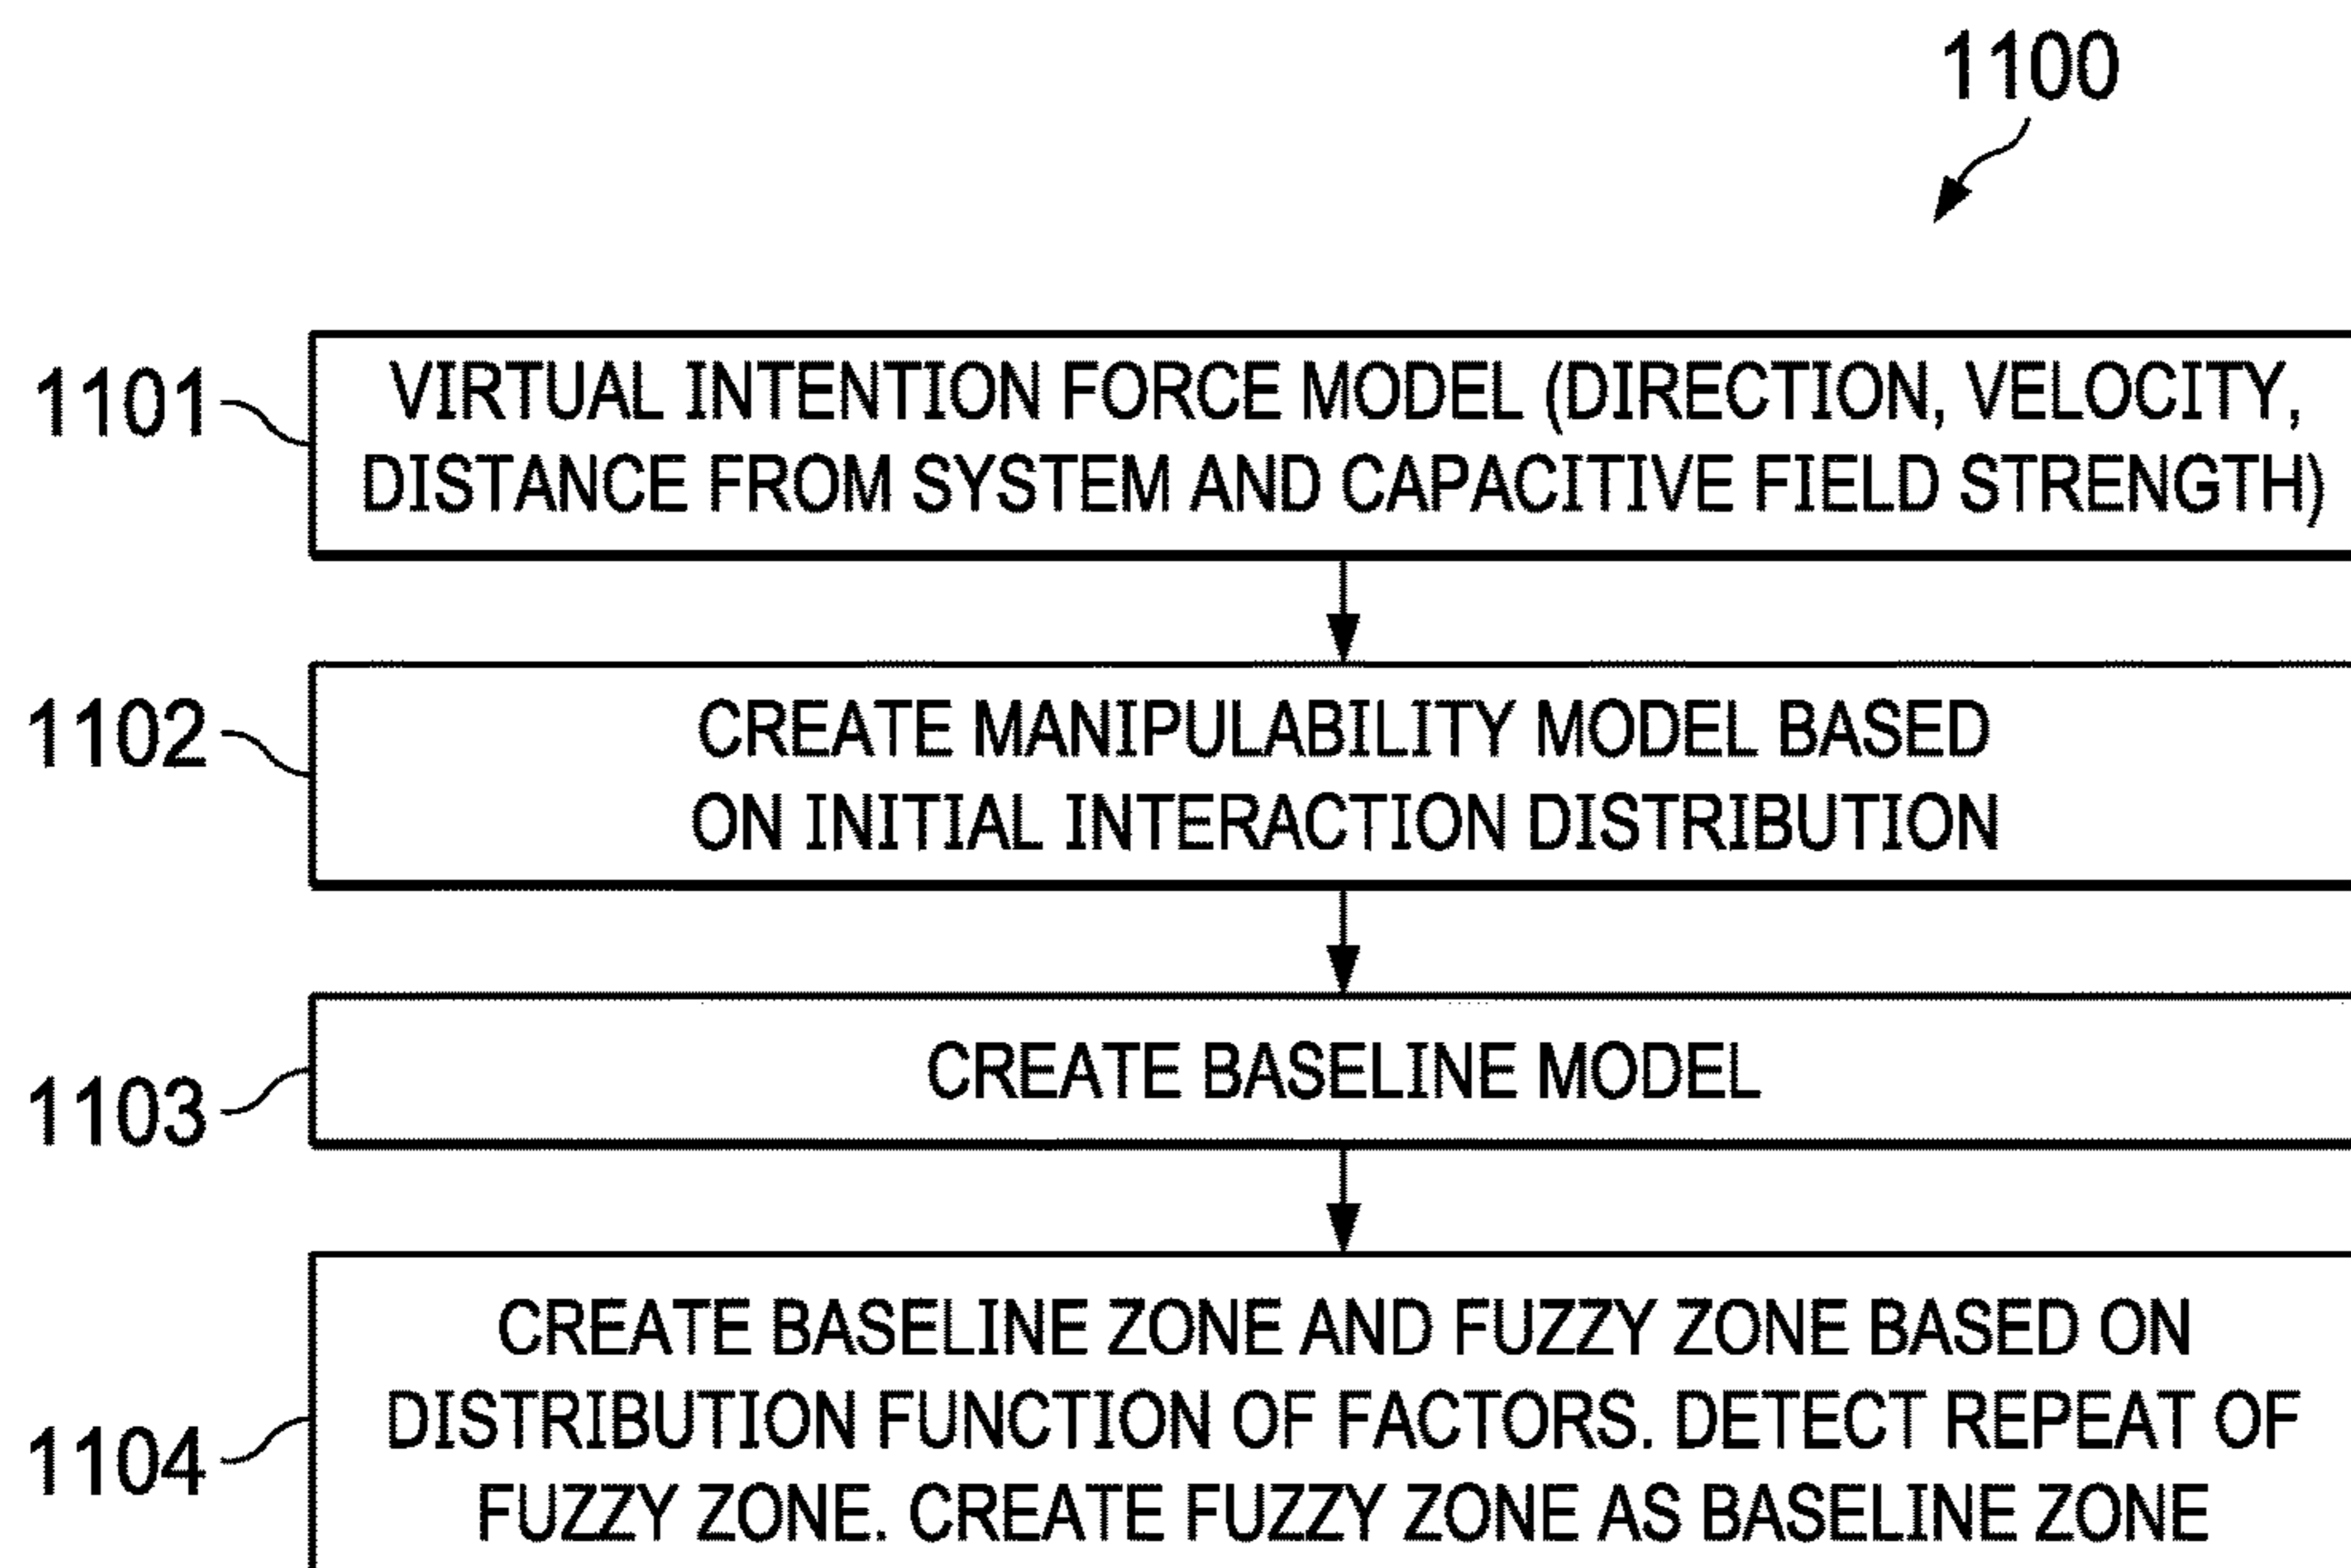 1100
1101
VIRTUAL INTENTION FORCE MODEL (DIRECTION, VELOCITY,
DISTANCE FROM SYSTEM AND CAPACITIVE FIELD STRENGTH)
1102
CREATE MANIPULABILITY MODEL BASED
ON INITIAL INTERACTION DISTRIBUTION
1103
CREATE BASELINE MODEL
1104
CREATE BASELINE ZONE AND FUZZY ZONE BASED ON
DISTRIBUTION FUNCTION OF FACTORS. DETECT REPEAT OF
FUZZY ZONE. CREATE FUZZY ZONE AS BASELINE ZONE